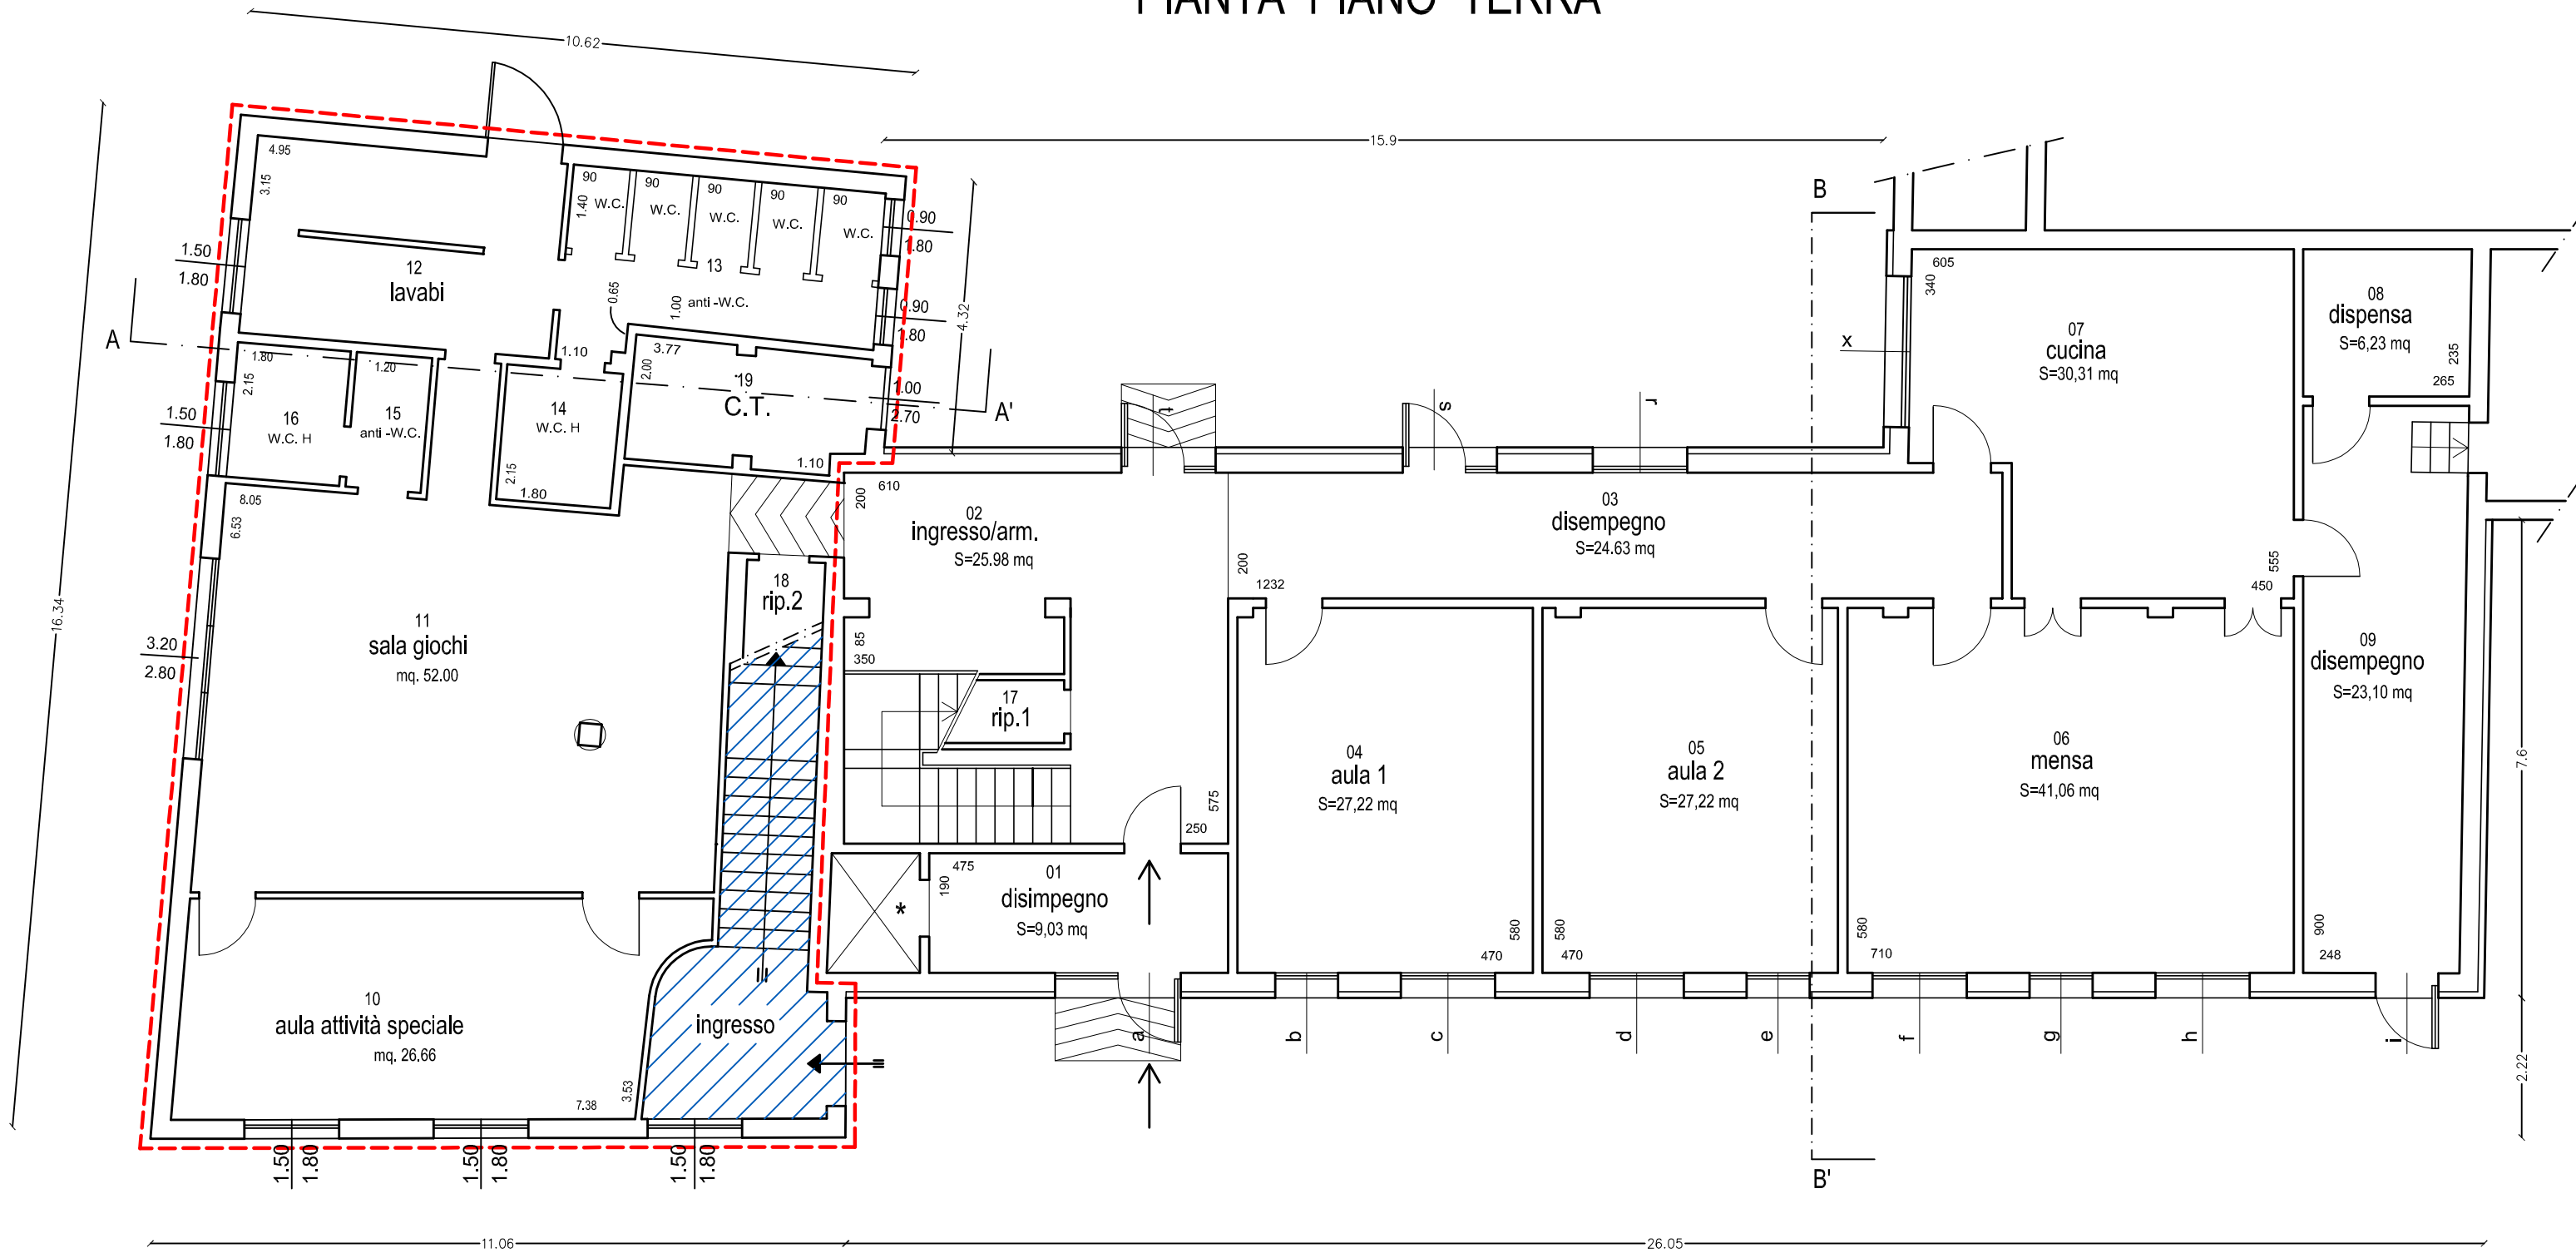 PIANTA PIANO TERRA
10.62
15.9
16.34
4.32
7.6
2.22
11.06
26.05
A
A'
B
B'
4.95
3.15
12
lavabi
1.50
1.80
90
90
90
90
90
1.40
W.C.
W.C.
W.C.
W.C.
W.C.
13
anti -W.C.
0.65
1.00
0.90
1.80
0.90
1.80
1.10
3.77
2.00
19
C.T.
1.10
1.00
2.70
1.80
2.15
16
W.C. H
1.50
1.80
1.20
15
anti -W.C.
14
W.C. H
2.15
1.80
8.05
6.53
11
sala giochi
mq. 52.00
3.20
2.80
18
rip.2
10
aula attività speciale
mq. 26.66
7.38
3.53
ingresso
1.50
1.80
1.50
1.80
1.50
1.80
610
200
02
ingresso/arm.
S=25.98 mq
85
350
17
rip.1
575
250
475
190
01
disimpegno
S=9,03 mq
*
t
s
r
x
03
disempegno
S=24.63 mq
200
1232
04
aula 1
S=27,22 mq
580
470
05
aula 2
S=27,22 mq
580
470
06
mensa
S=41,06 mq
580
710
605
340
07
cucina
S=30,31 mq
555
450
08
dispensa
S=6,23 mq
235
265
09
disempegno
S=23,10 mq
900
248
a
b
c
d
e
f
g
h
i